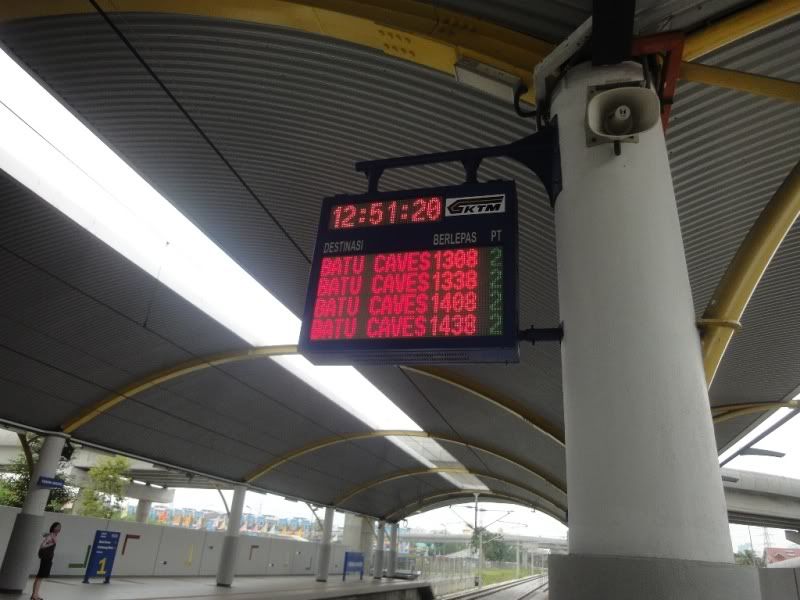 12:51:20 KTM
DESTINASI BERLEPAS PT
BATU CAVES 1308 2
BATU CAVES 1338 2
BATU CAVES 1408 2
BATU CAVES 1438 2
1